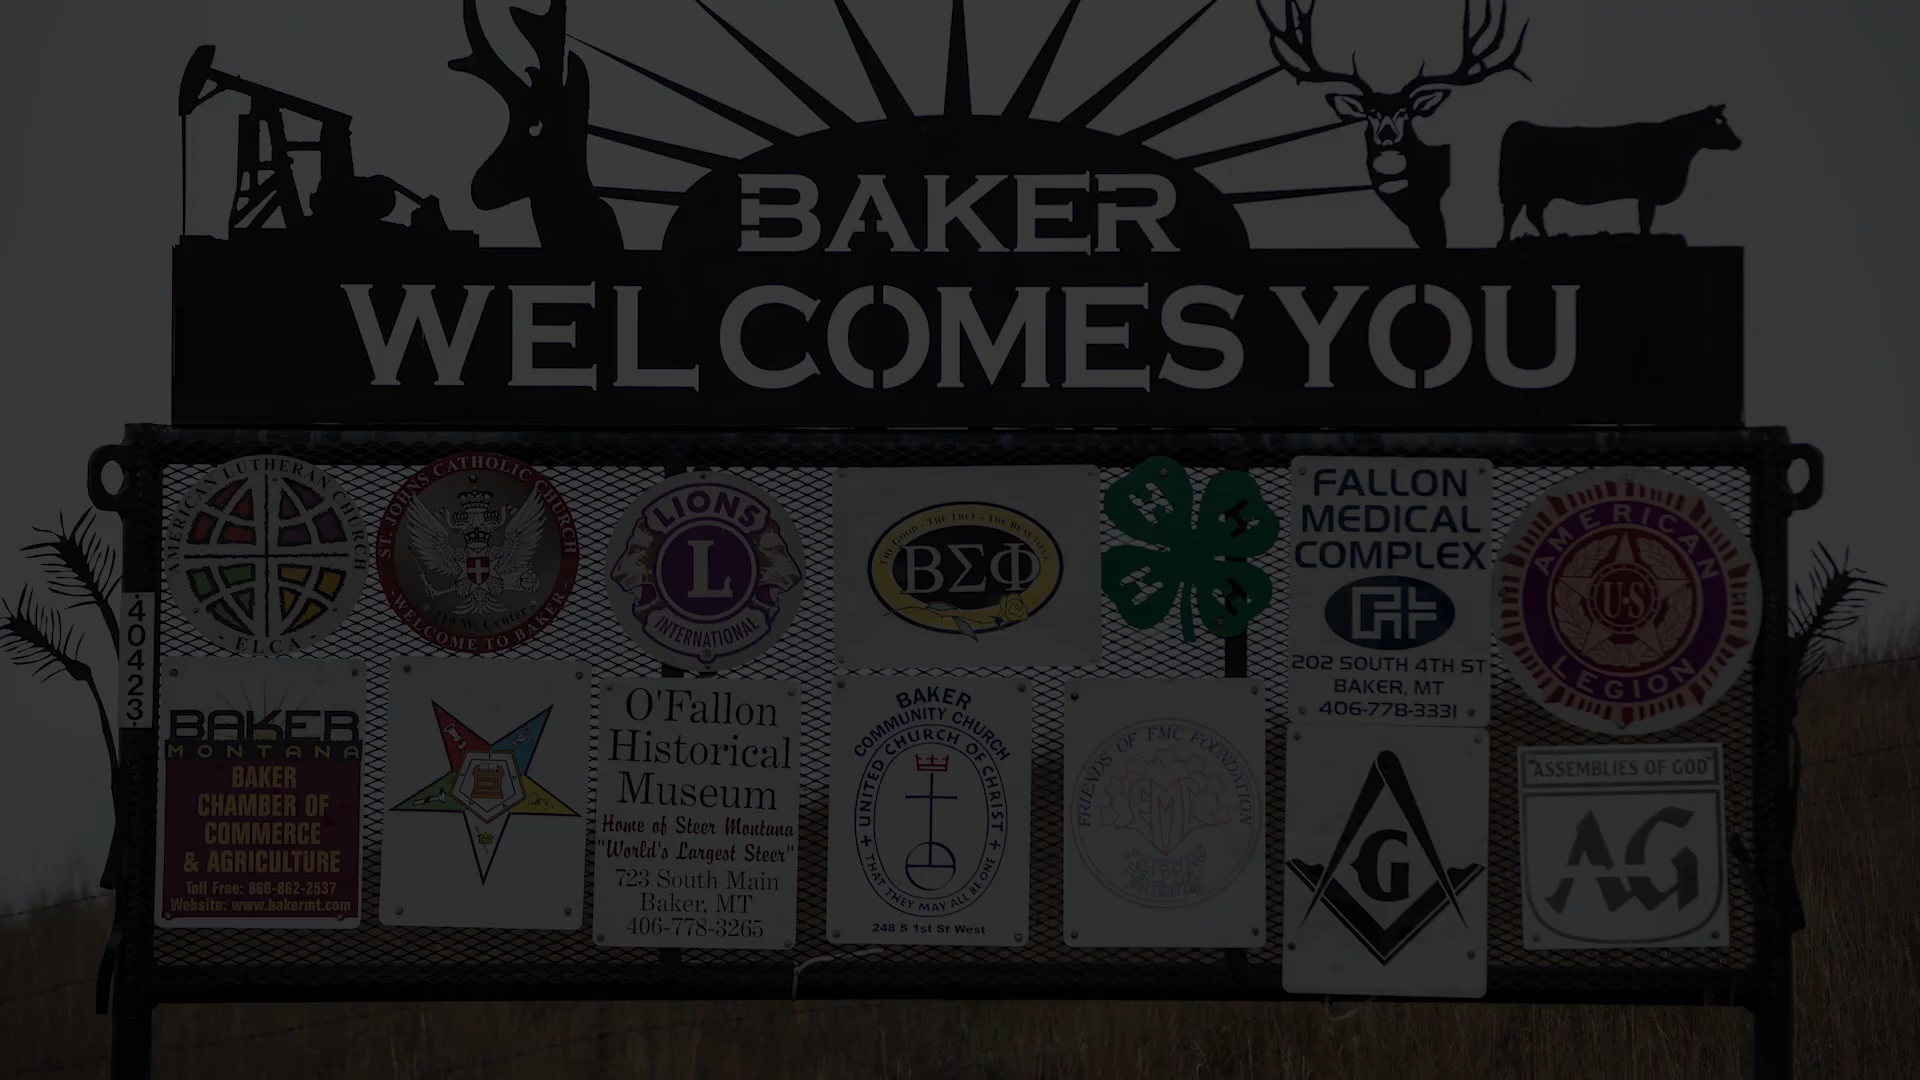 BAKER
WELCOMES YOU
AMERICAN LUTHERAN CHURCH
- ELCA -
ST. JOHNS CATHOLIC CHURCH
219 W. Center
- WELCOME TO BAKER -
LIONS
L
INTERNATIONAL
®
THE GOOD - THE TRUE - THE BEAUTIFUL
ΒΣΦ
H H
H H
FALLON
MEDICAL
COMPLEX
202 SOUTH 4TH ST
BAKER, MT
406-778-3331
AMERICAN
U·S
LEGION
40423
BAKER
MONTANA
BAKER
CHAMBER OF
COMMERCE
& AGRICULTURE
Toll Free: 866-862-2537
Website: www.bakermt.com
O'Fallon
Historical
Museum
Home of Steer Montana
"World's Largest Steer"
723 South Main
Baker, MT
406-778-3265
BAKER
COMMUNITY CHURCH
+ UNITED CHURCH OF CHRIST +
THAT THEY MAY ALL BE ONE
248 S 1st St West
FRIENDS OF FMC FOUNDATION
FMC
G
"ASSEMBLIES OF GOD"
AG